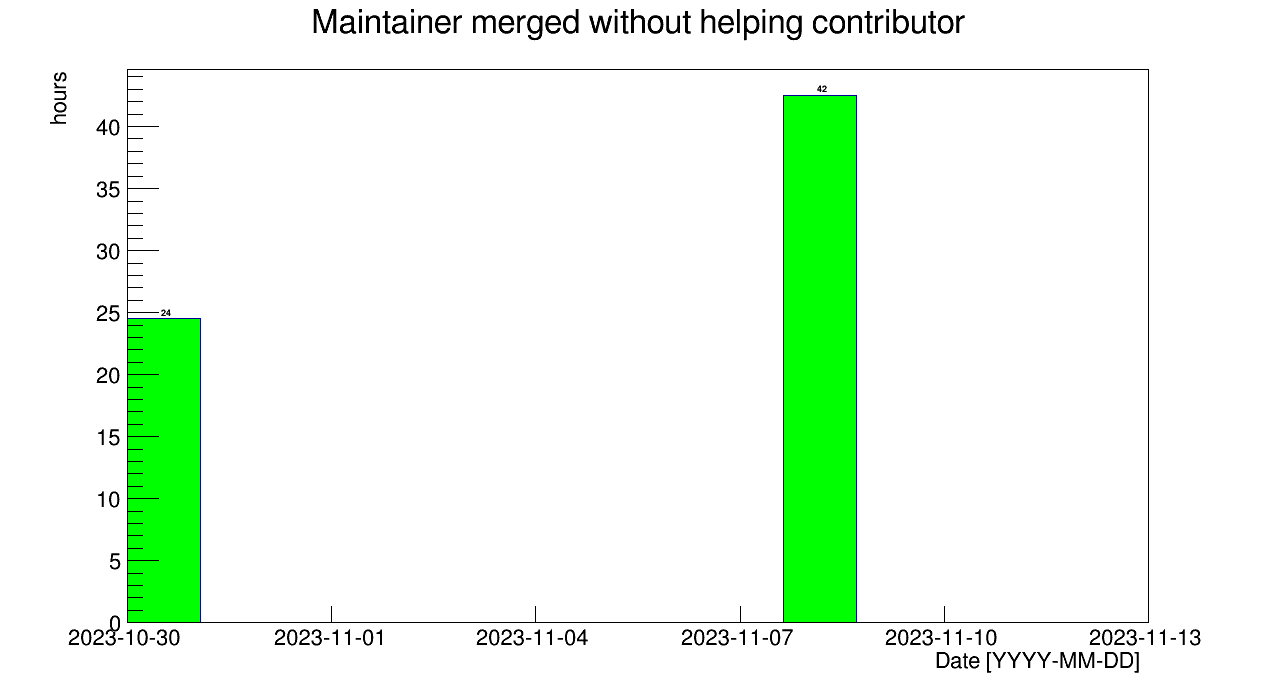 Maintainer merged without helping contributor
hours
40
35
30
25
20
15
10
5
0
24
42
2023-10-30 2023-11-01 2023-11-04 2023-11-07 2023-11-10 2023-11-13
Date [YYYY-MM-DD]